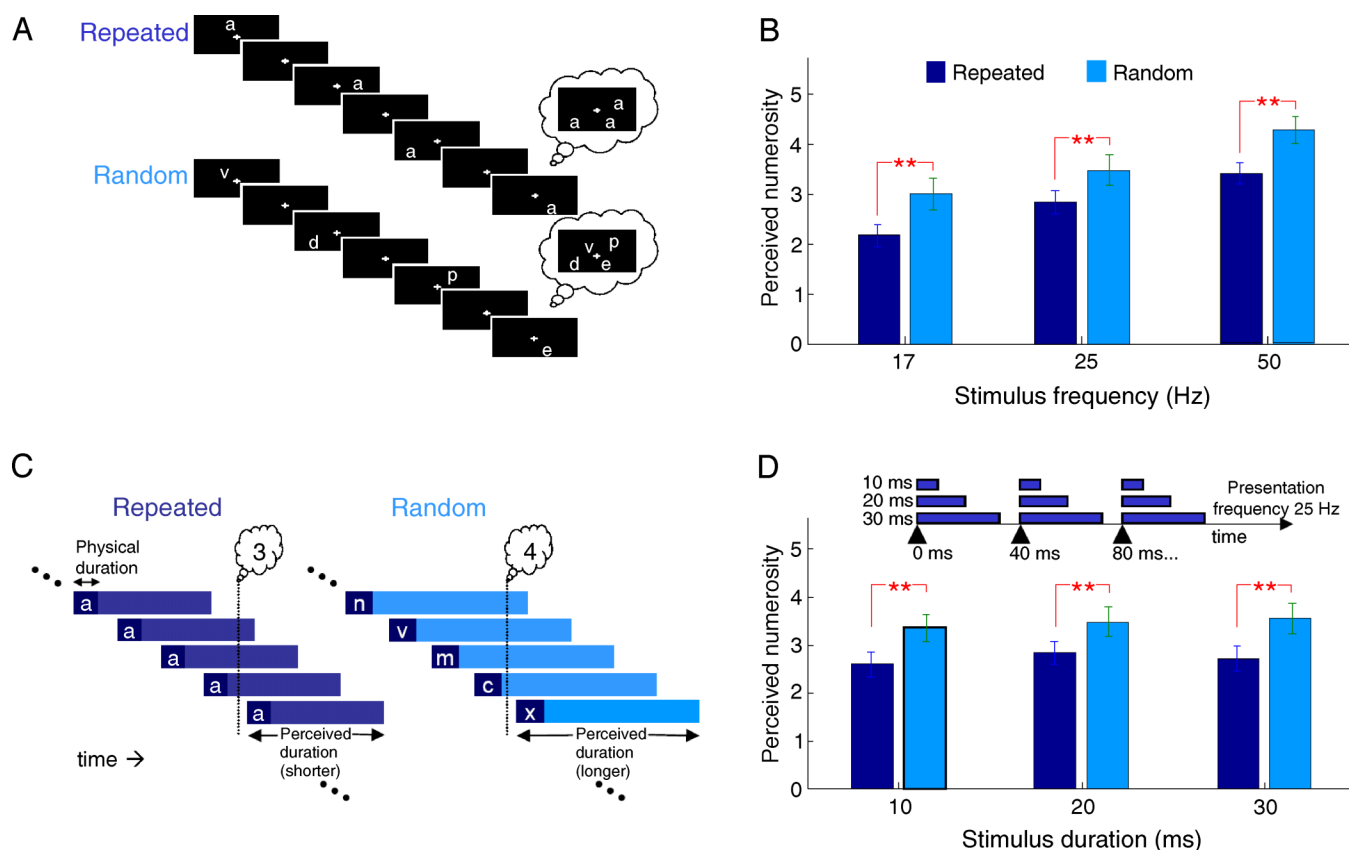 A
Repeated
a
a
a
a
a
a a
Random
v
d
p
e
v p
d e
B
Repeated Random
Perceived numerosity
5
4
3
2
1
0
** ** **
17 25 50
Stimulus frequency (Hz)
C
Repeated
Physical
duration
3
a
a
a
a
a
Perceived
duration
(shorter)
time →
Random
4
n
v
m
c
x
Perceived
duration
(longer)
D
10 ms
20 ms
30 ms
Presentation
frequency 25 Hz
time
0 ms 40 ms 80 ms...
Perceived numerosity
5
4
3
2
1
0
** ** **
10 20 30
Stimulus duration (ms)